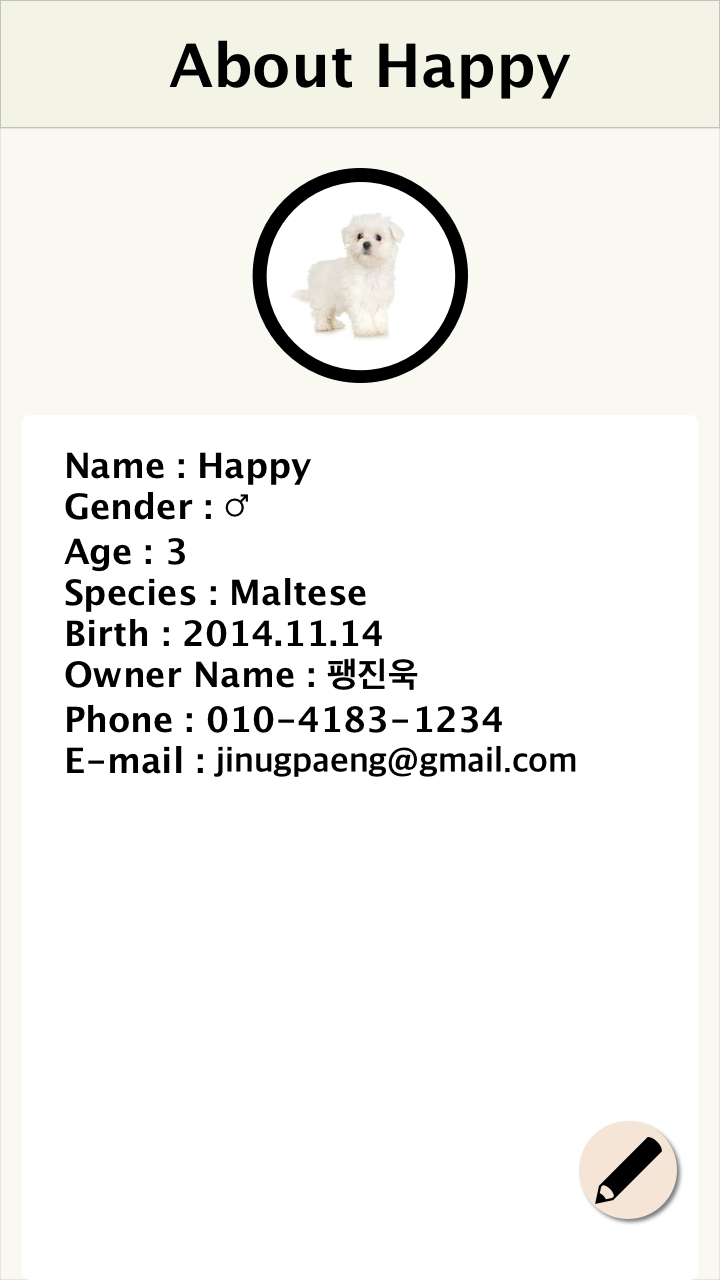 About Happy
Name : Happy
Gender : ♂
Age : 3
Species : Maltese
Birth : 2014.11.14
Owner Name : 팽진욱
Phone : 010-4183-1234
E-mail : jinugpaeng@gmail.com